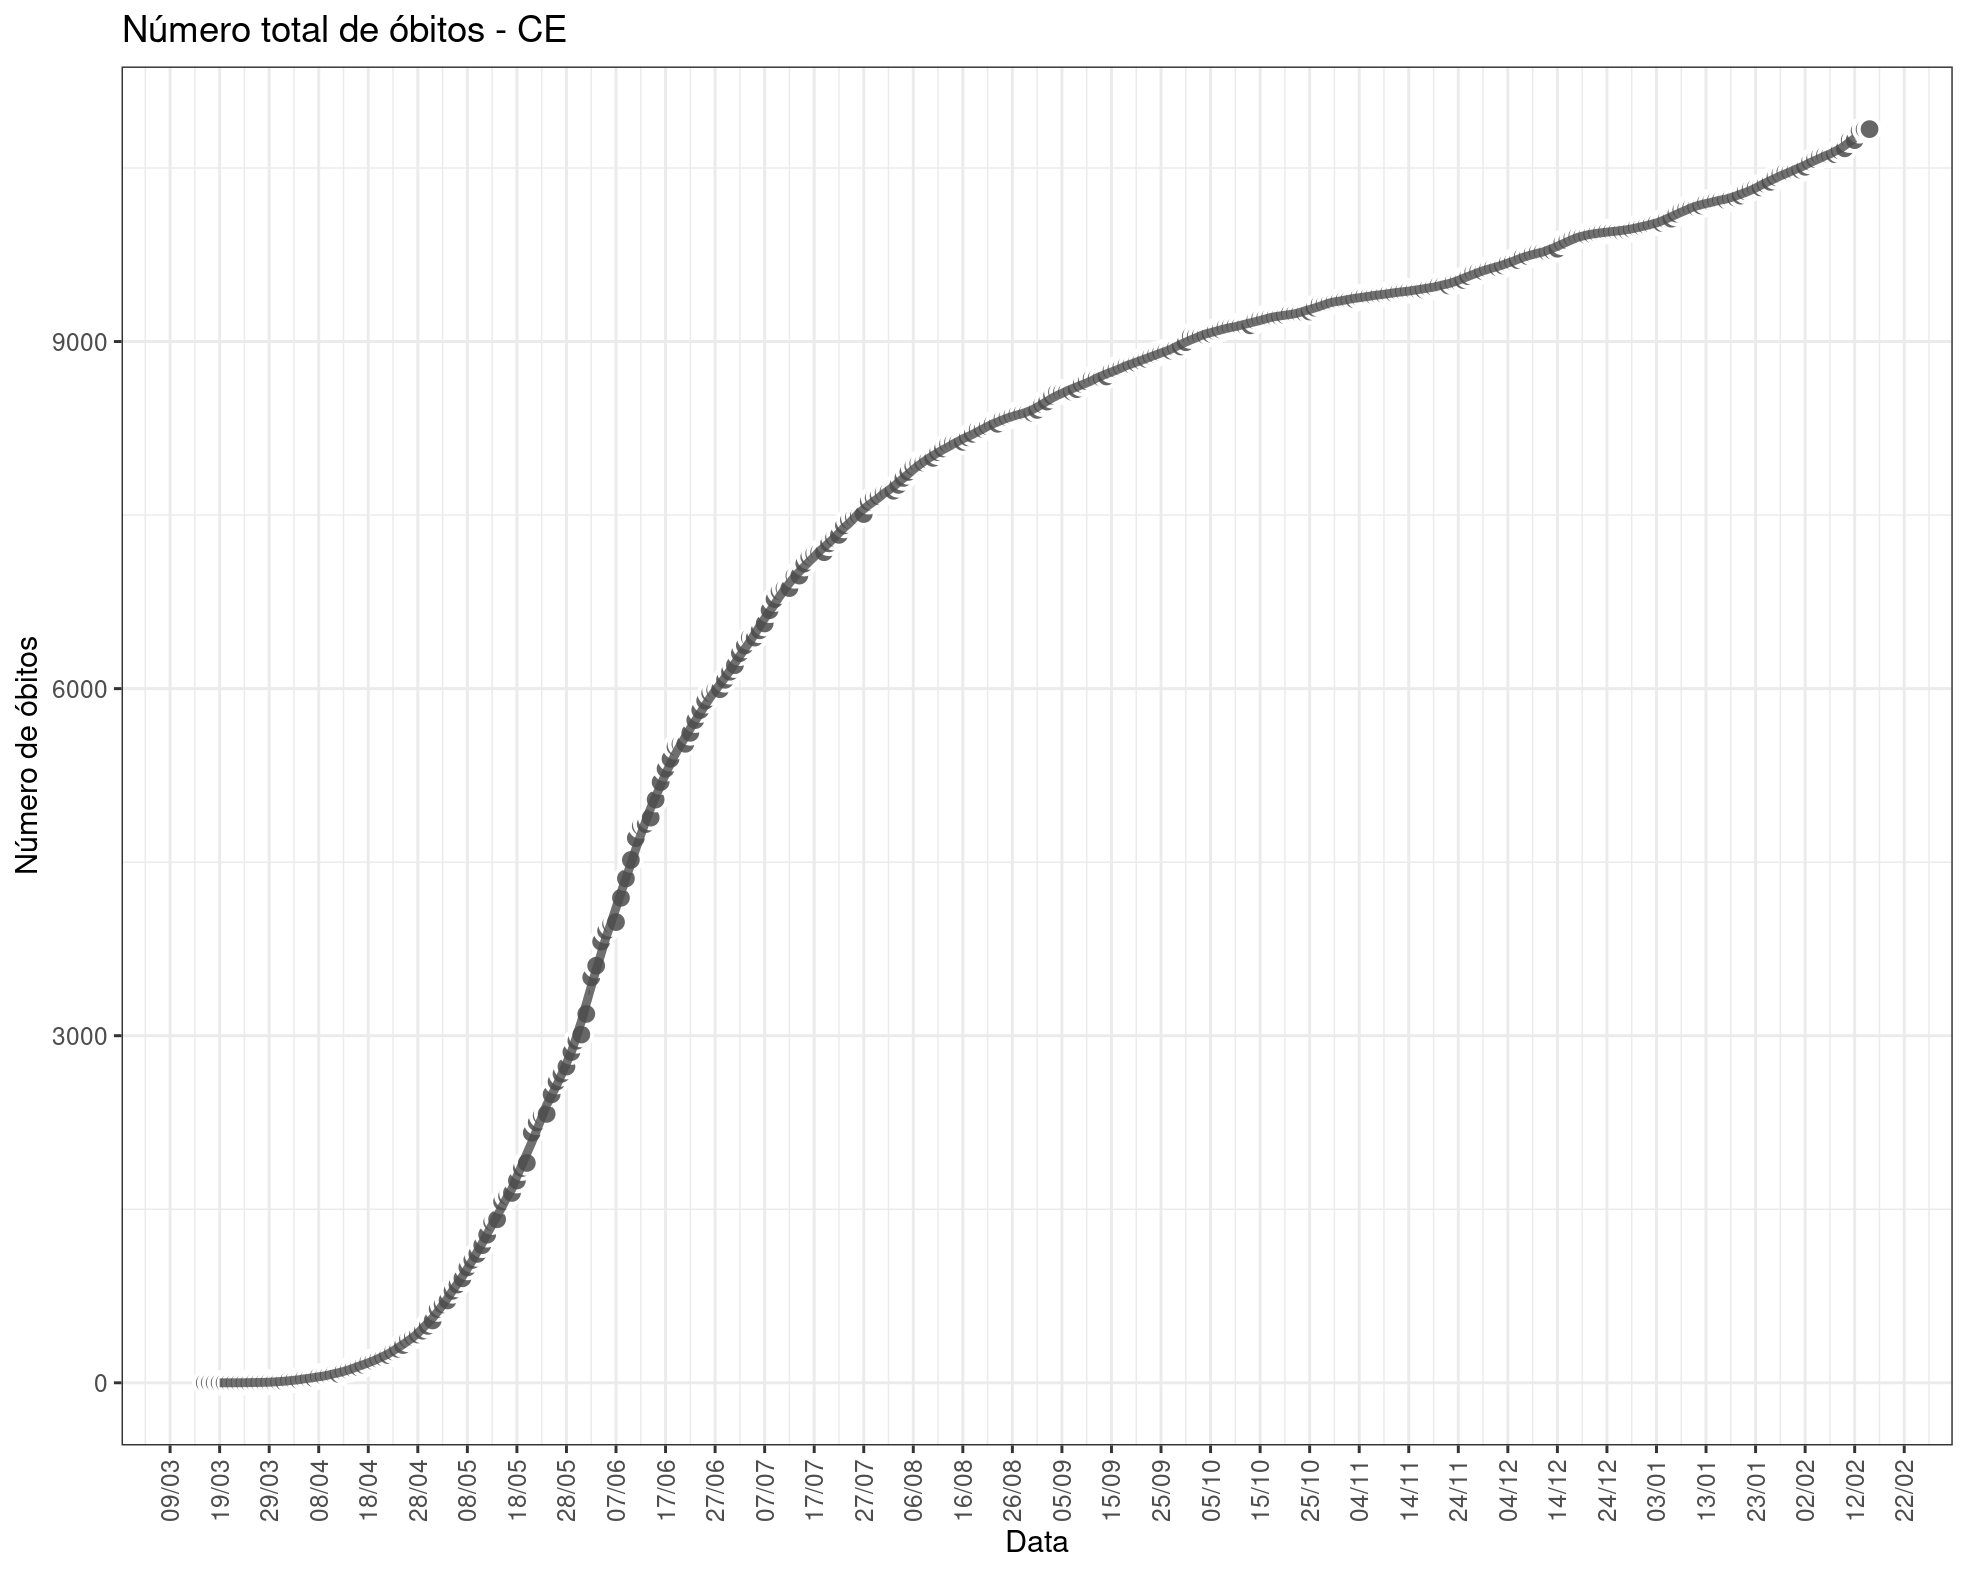 Número total de óbitos - CE
Número de óbitos
9000
6000
3000
0
09/03 19/03 29/03 08/04 18/04 28/04 08/05 18/05 28/05 07/06 17/06 27/06 07/07 17/07 27/07 06/08 16/08 26/08 05/09 15/09 25/09 05/10 15/10 25/10 04/11 14/11 24/11 04/12 14/12 24/12 03/01 13/01 23/01 02/02 12/02 22/02
Data